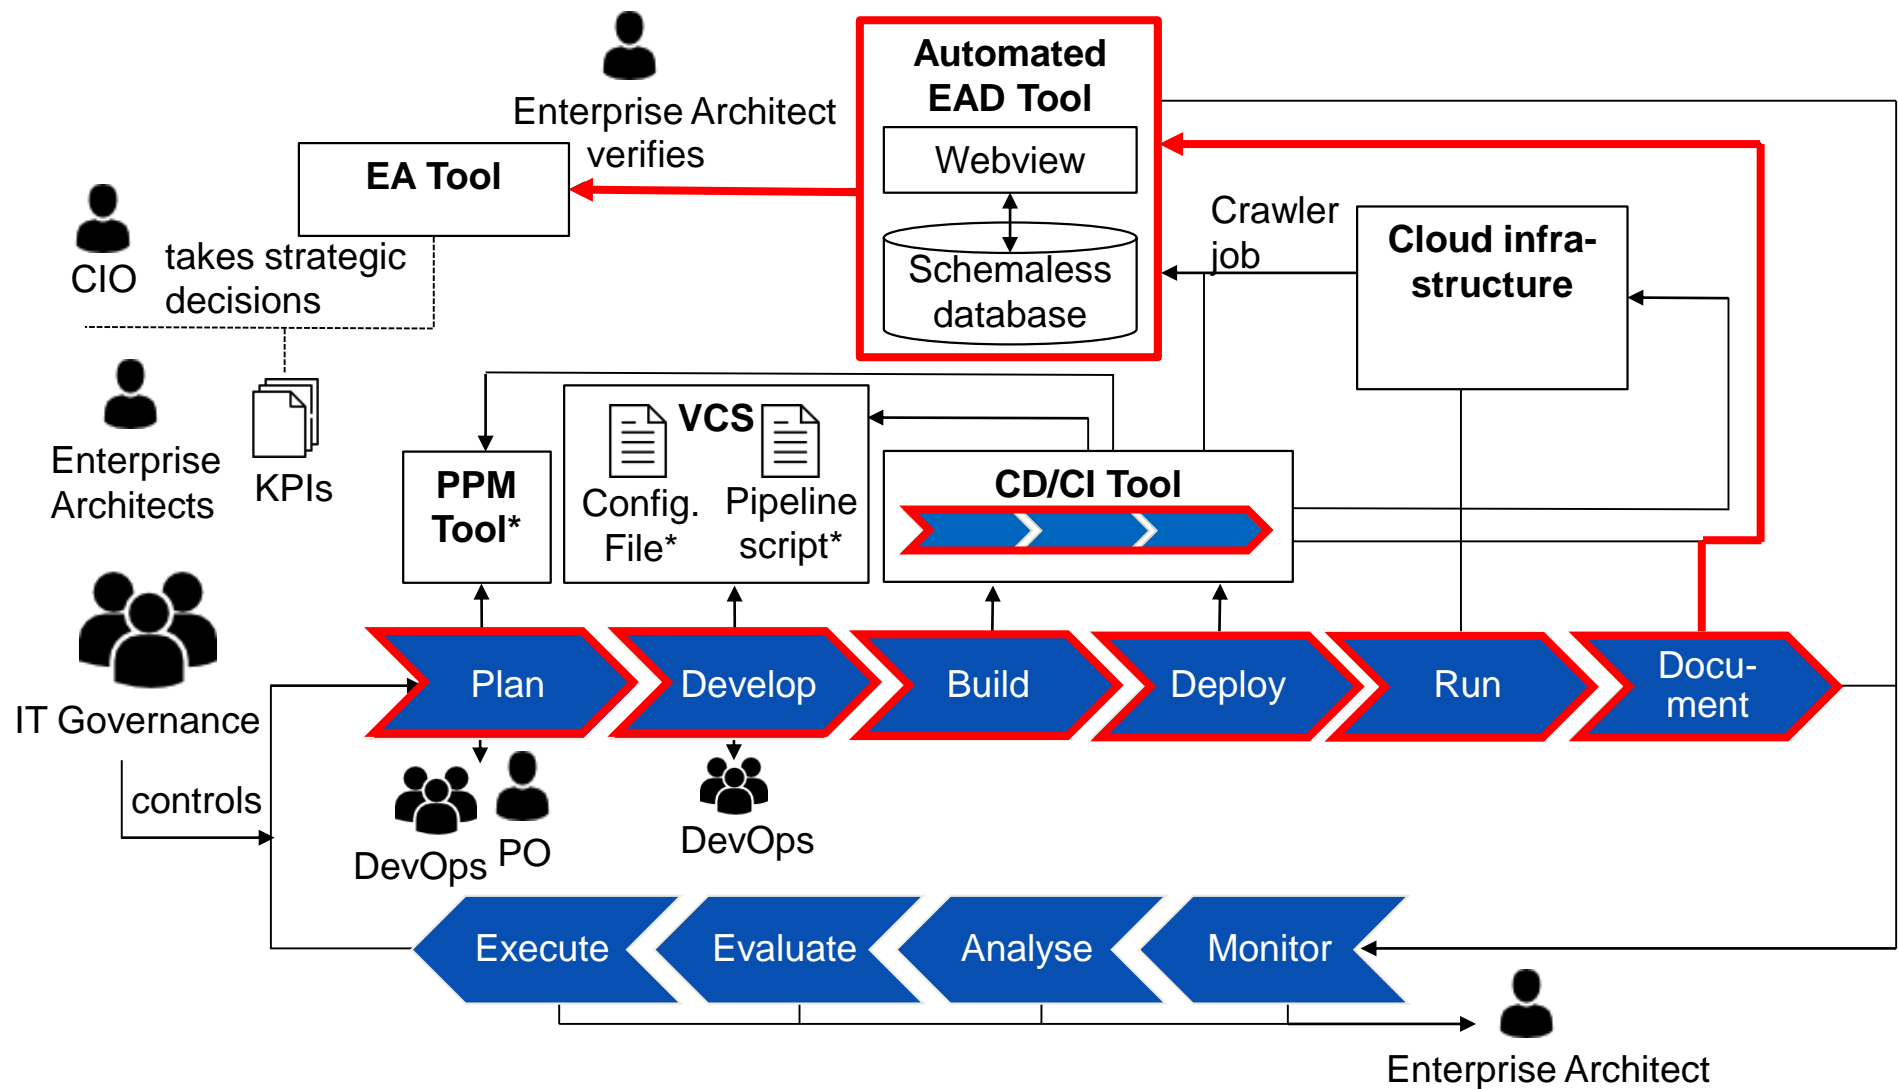 Automated
EAD Tool
Webview
Schemaless
database
Enterprise Architect
verifies
EA Tool
CIO
takes strategic
decisions
Enterprise
Architects
KPIs
Crawler
job
Cloud infra-
structure
PPM
Tool*
VCS
Config.
File*
Pipeline
script*
CD/CI Tool
IT Governance
controls
Plan
Develop
Build
Deploy
Run
Docu-
ment
DevOps
PO
DevOps
Execute
Evaluate
Analyse
Monitor
Enterprise Architect